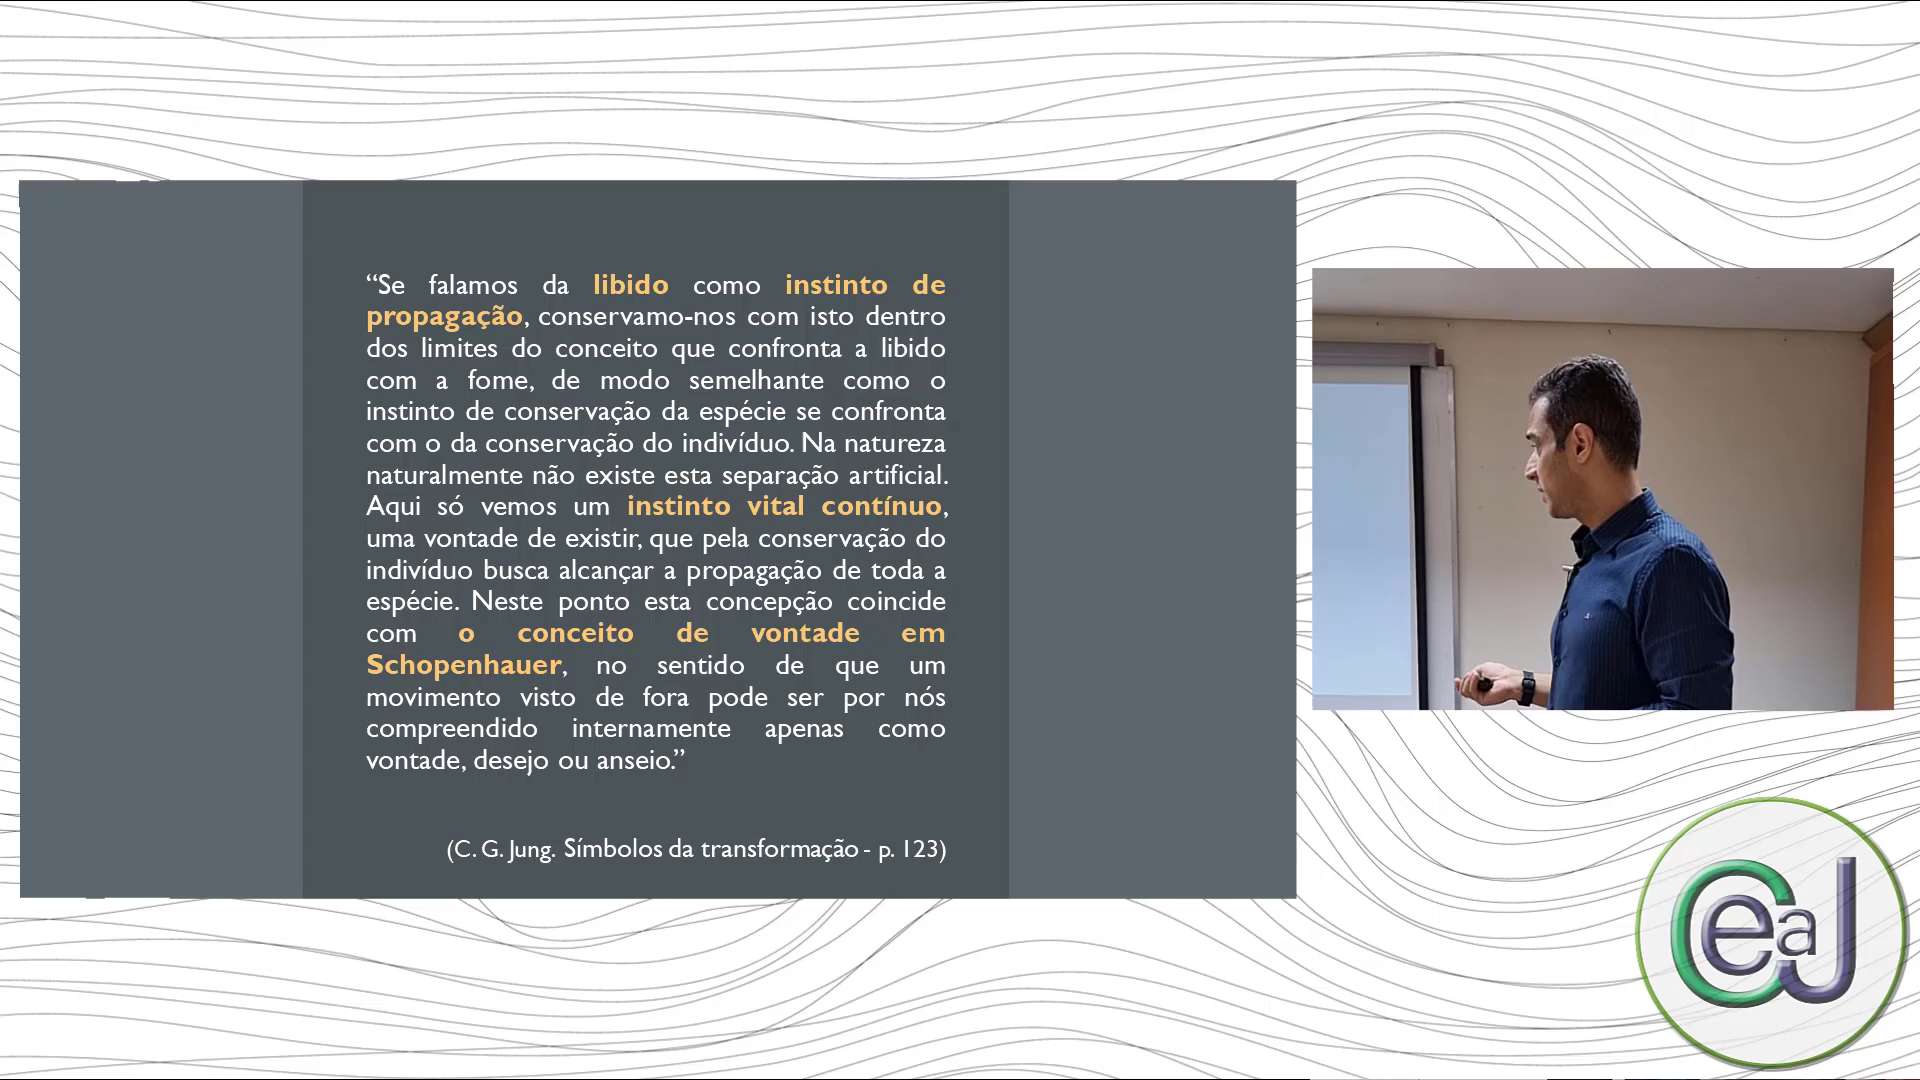 “Se falamos da libido como instinto de
propagação, conservamo-nos com isto dentro
dos limites do conceito que confronta a libido
com a fome, de modo semelhante como o
instinto de conservação da espécie se confronta
com o da conservação do indivíduo. Na natureza
naturalmente não existe esta separação artificial.
Aqui só vemos um instinto vital contínuo,
uma vontade de existir, que pela conservação do
indivíduo busca alcançar a propagação de toda a
espécie. Neste ponto esta concepção coincide
com o conceito de vontade em
Schopenhauer, no sentido de que um
movimento visto de fora pode ser por nós
compreendido internamente apenas como
vontade, desejo ou anseio.”
(C. G. Jung. Símbolos da transformação - p. 123)
CeaJ